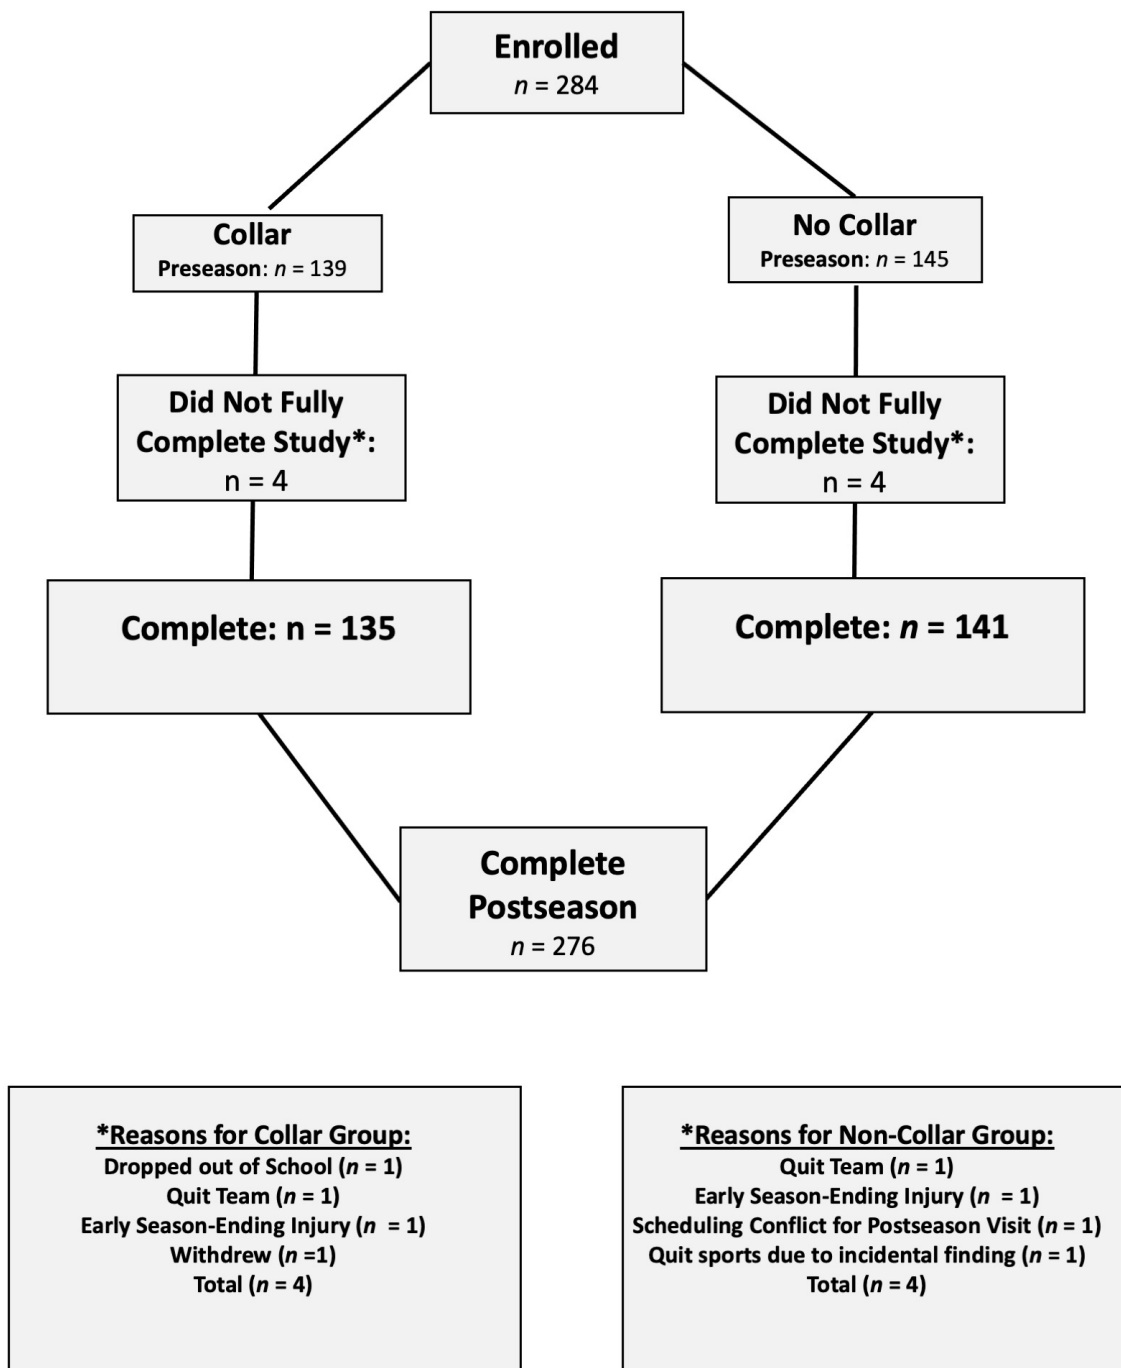 Enrolled
n = 284
Collar
Preseason: n = 139
No Collar
Preseason: n = 145
Did Not Fully
Complete Study*:
n = 4
Did Not Fully
Complete Study*:
n = 4
Complete: n = 135
Complete: n = 141
Complete
Postseason
n = 276
*Reasons for Collar Group:
Dropped out of School (n = 1)
Quit Team (n = 1)
Early Season-Ending Injury (n  = 1)
Withdrew (n =1)
Total (n = 4)
*Reasons for Non-Collar Group:
Quit Team (n = 1)
Early Season-Ending Injury (n  = 1)
Scheduling Conflict for Postseason Visit (n = 1)
Quit sports due to incidental finding (n = 1)
Total (n = 4)